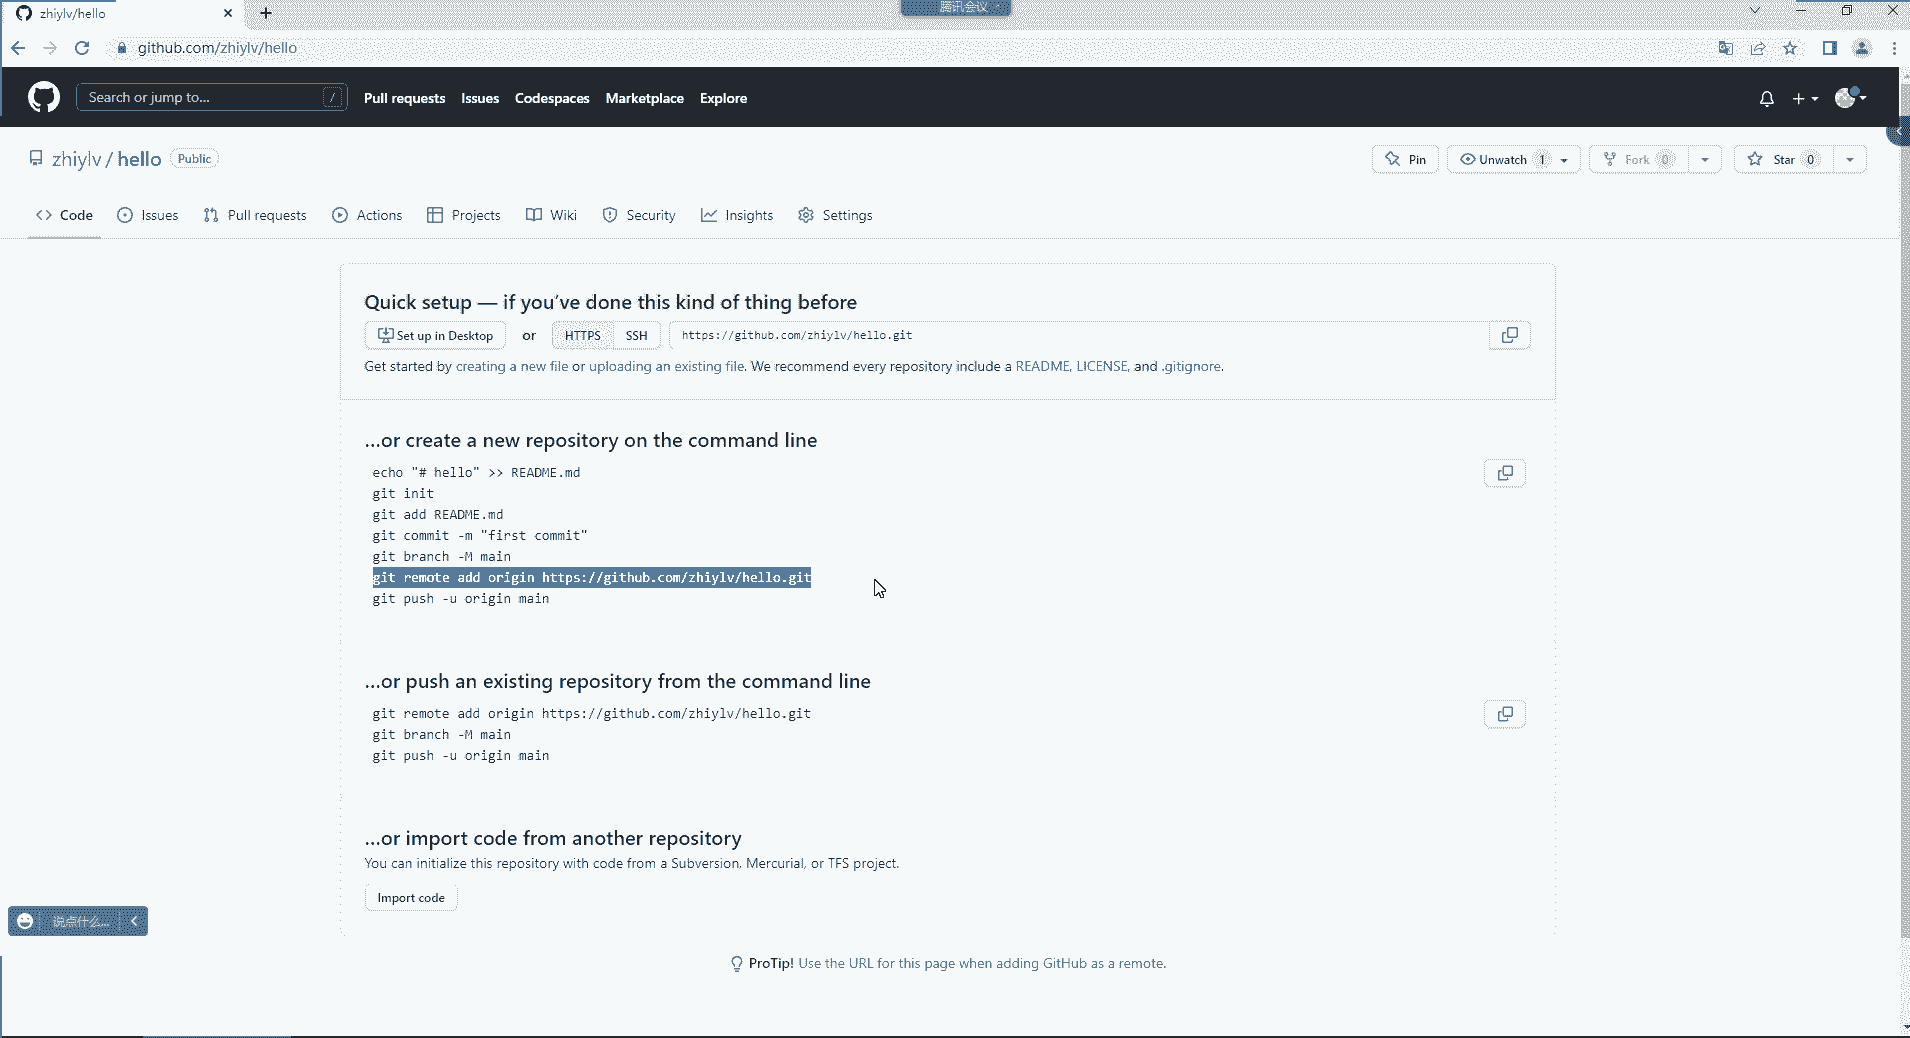 zhiylv/hello
腾讯会议
github.com/zhiylv/hello
Search or jump to... /
Pull requests Issues Codespaces Marketplace Explore
zhiylv / hello Public
Pin Unwatch 1 Fork 0 Star 0
Code Issues Pull requests Actions Projects Wiki Security Insights Settings
Quick setup — if you've done this kind of thing before
Set up in Desktop or HTTPS SSH https://github.com/zhiylv/hello.git
Get started by creating a new file or uploading an existing file. We recommend every repository include a README, LICENSE, and .gitignore.
...or create a new repository on the command line
echo "# hello" >> README.md
git init
git add README.md
git commit -m "first commit"
git branch -M main
git remote add origin https://github.com/zhiylv/hello.git
git push -u origin main
...or push an existing repository from the command line
git remote add origin https://github.com/zhiylv/hello.git
git branch -M main
git push -u origin main
...or import code from another repository
You can initialize this repository with code from a Subversion, Mercurial, or TFS project.
Import code
说点什么...
ProTip! Use the URL for this page when adding GitHub as a remote.